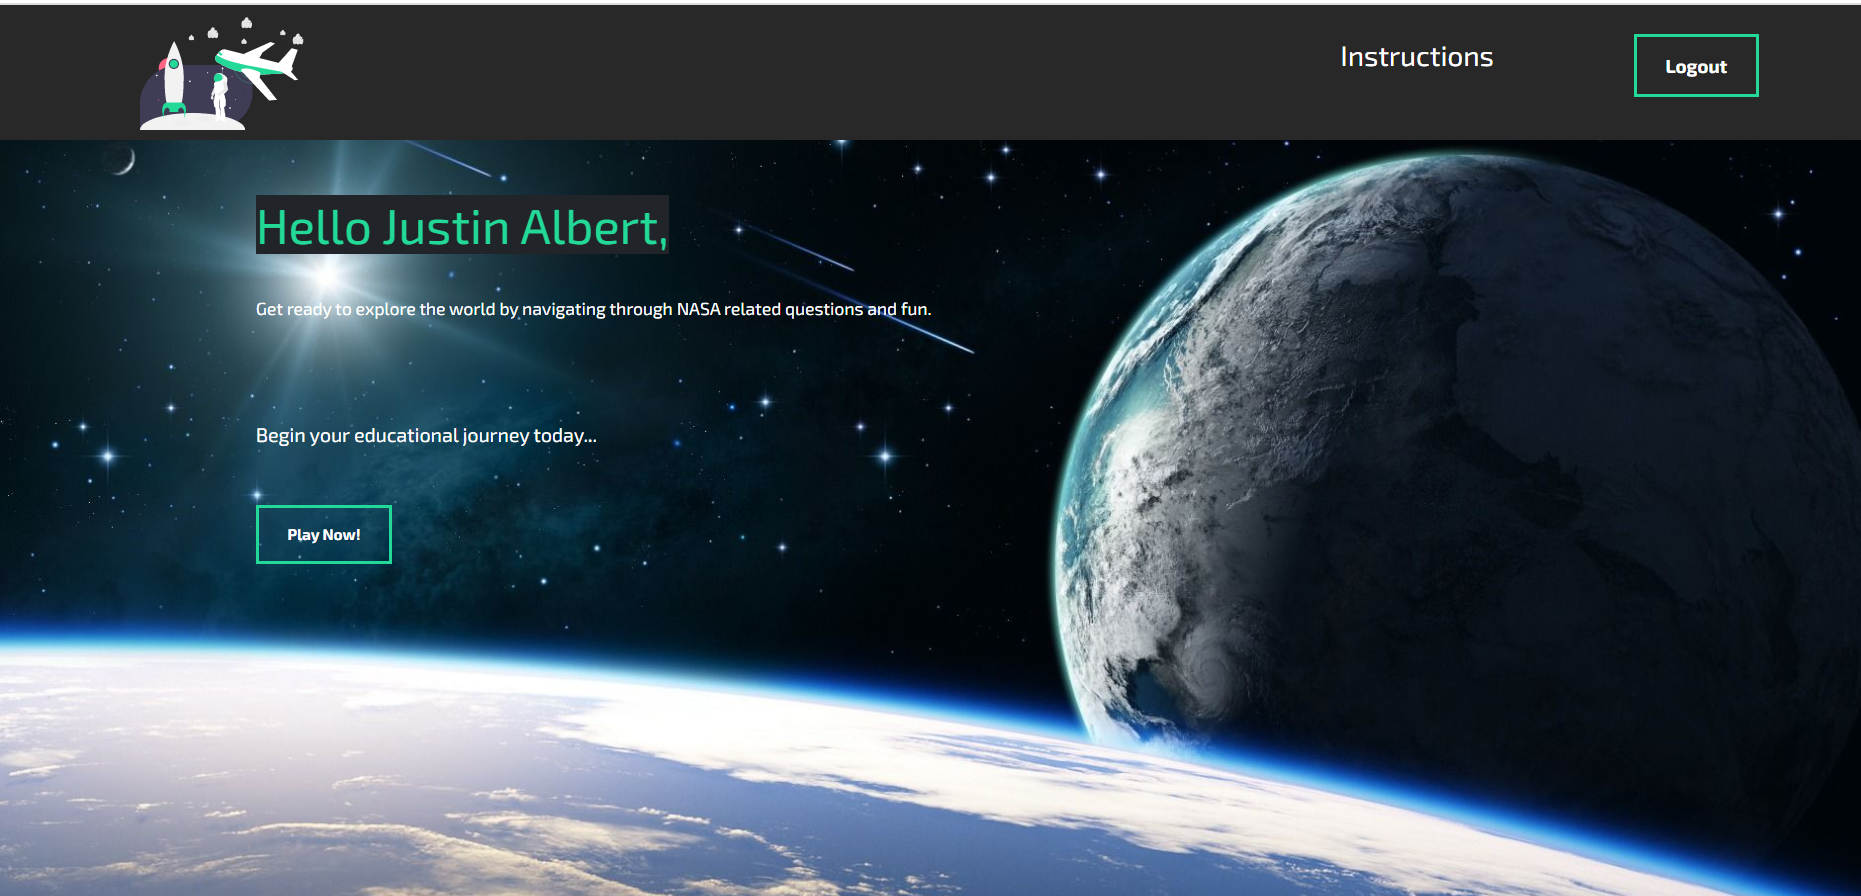 Instructions
Logout
Hello Justin Albert,
Get ready to explore the world by navigating through NASA related questions and fun.
Begin your educational journey today...
Play Now!